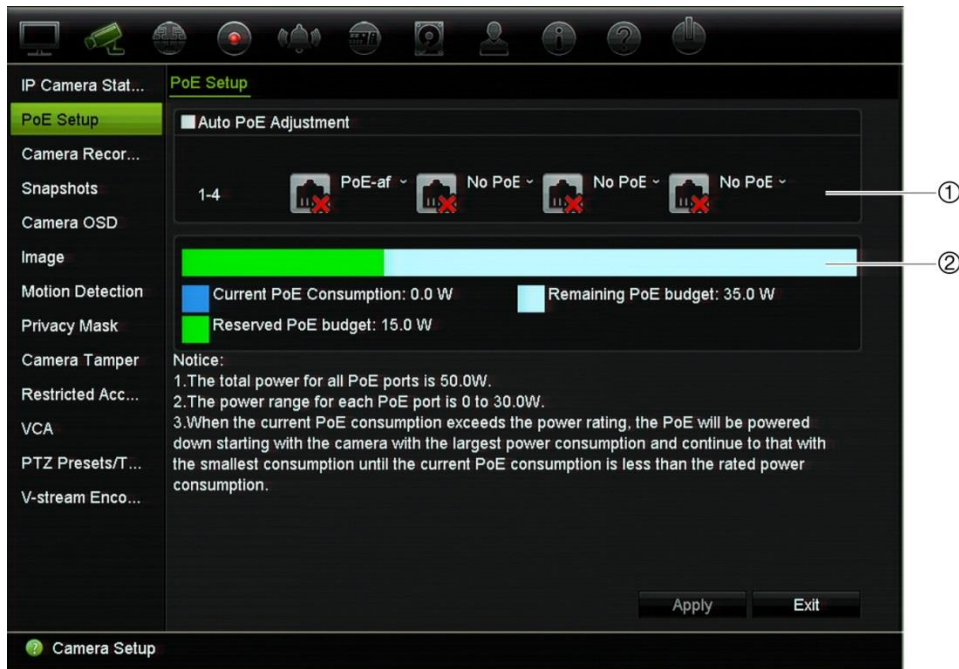 IP Camera Stat...
PoE Setup
Camera Recor...
Snapshots
Camera OSD
Image
Motion Detection
Privacy Mask
Camera Tamper
Restricted Acc...
VCA
PTZ Presets/T...
V-stream Enco...
PoE Setup
Auto PoE Adjustment
1-4 PoE-af No PoE No PoE No PoE
①
②
Current PoE Consumption: 0.0 W Remaining PoE budget: 35.0 W
Reserved PoE budget: 15.0 W
Notice:
1.The total power for all PoE ports is 50.0W.
2.The power range for each PoE port is 0 to 30.0W.
3.When the current PoE consumption exceeds the power rating, the PoE will be powered
down starting with the camera with the largest power consumption and continue to that with
the smallest consumption until the current PoE consumption is less than the rated power
consumption.
Apply Exit
Camera Setup